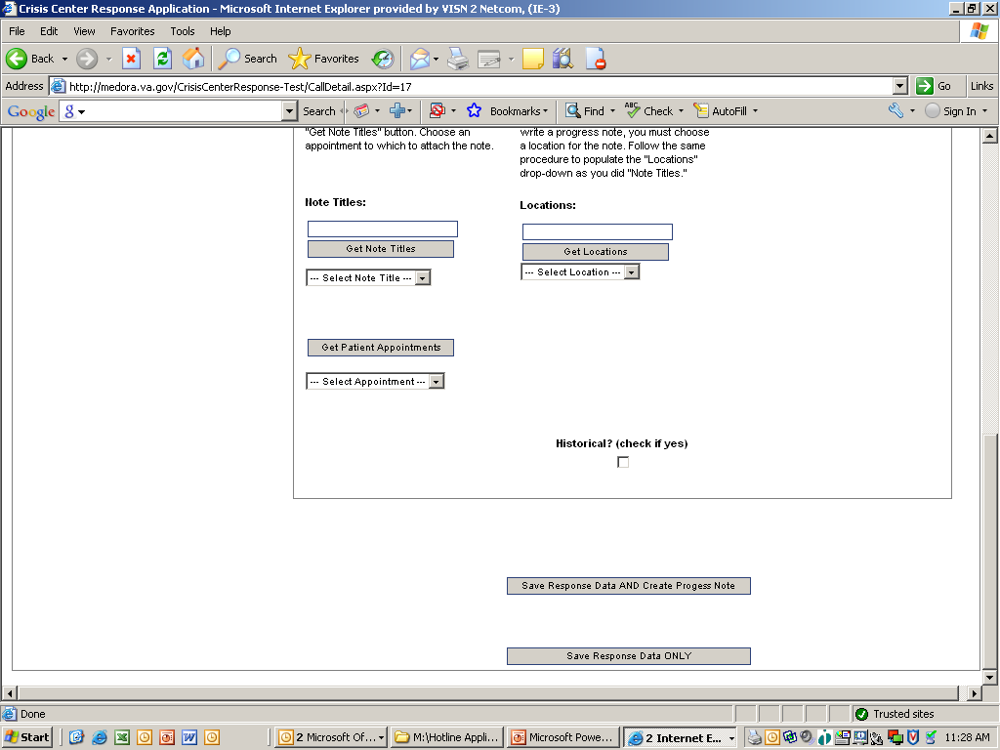 Crisis Center Response Application - Microsoft Internet Explorer provided by VISN 2 Netcom, (IE-3)
File Edit View Favorites Tools Help
Back Search Favorites
Address http://medora.va.gov/CrisisCenterResponse-Test/CallDetail.aspx?Id=17 Go Links
Google Search Bookmarks Find Check AutoFill Sign In
"Get Note Titles" button. Choose an
appointment to which to attach the note.
write a progress note, you must choose
a location for the note. Follow the same
procedure to populate the "Locations"
drop-down as you did "Note Titles."
Note Titles:
Locations:
Get Note Titles
Get Locations
--- Select Note Title ---
--- Select Location ---
Get Patient Appointments
--- Select Appointment ---
Historical? (check if yes)
Save Response Data AND Create Progess Note
Save Response Data ONLY
Done Trusted sites
Start 2 Microsoft Of... M:\Hotline Appli... Microsoft Powe... 2 Internet E... 11:28 AM